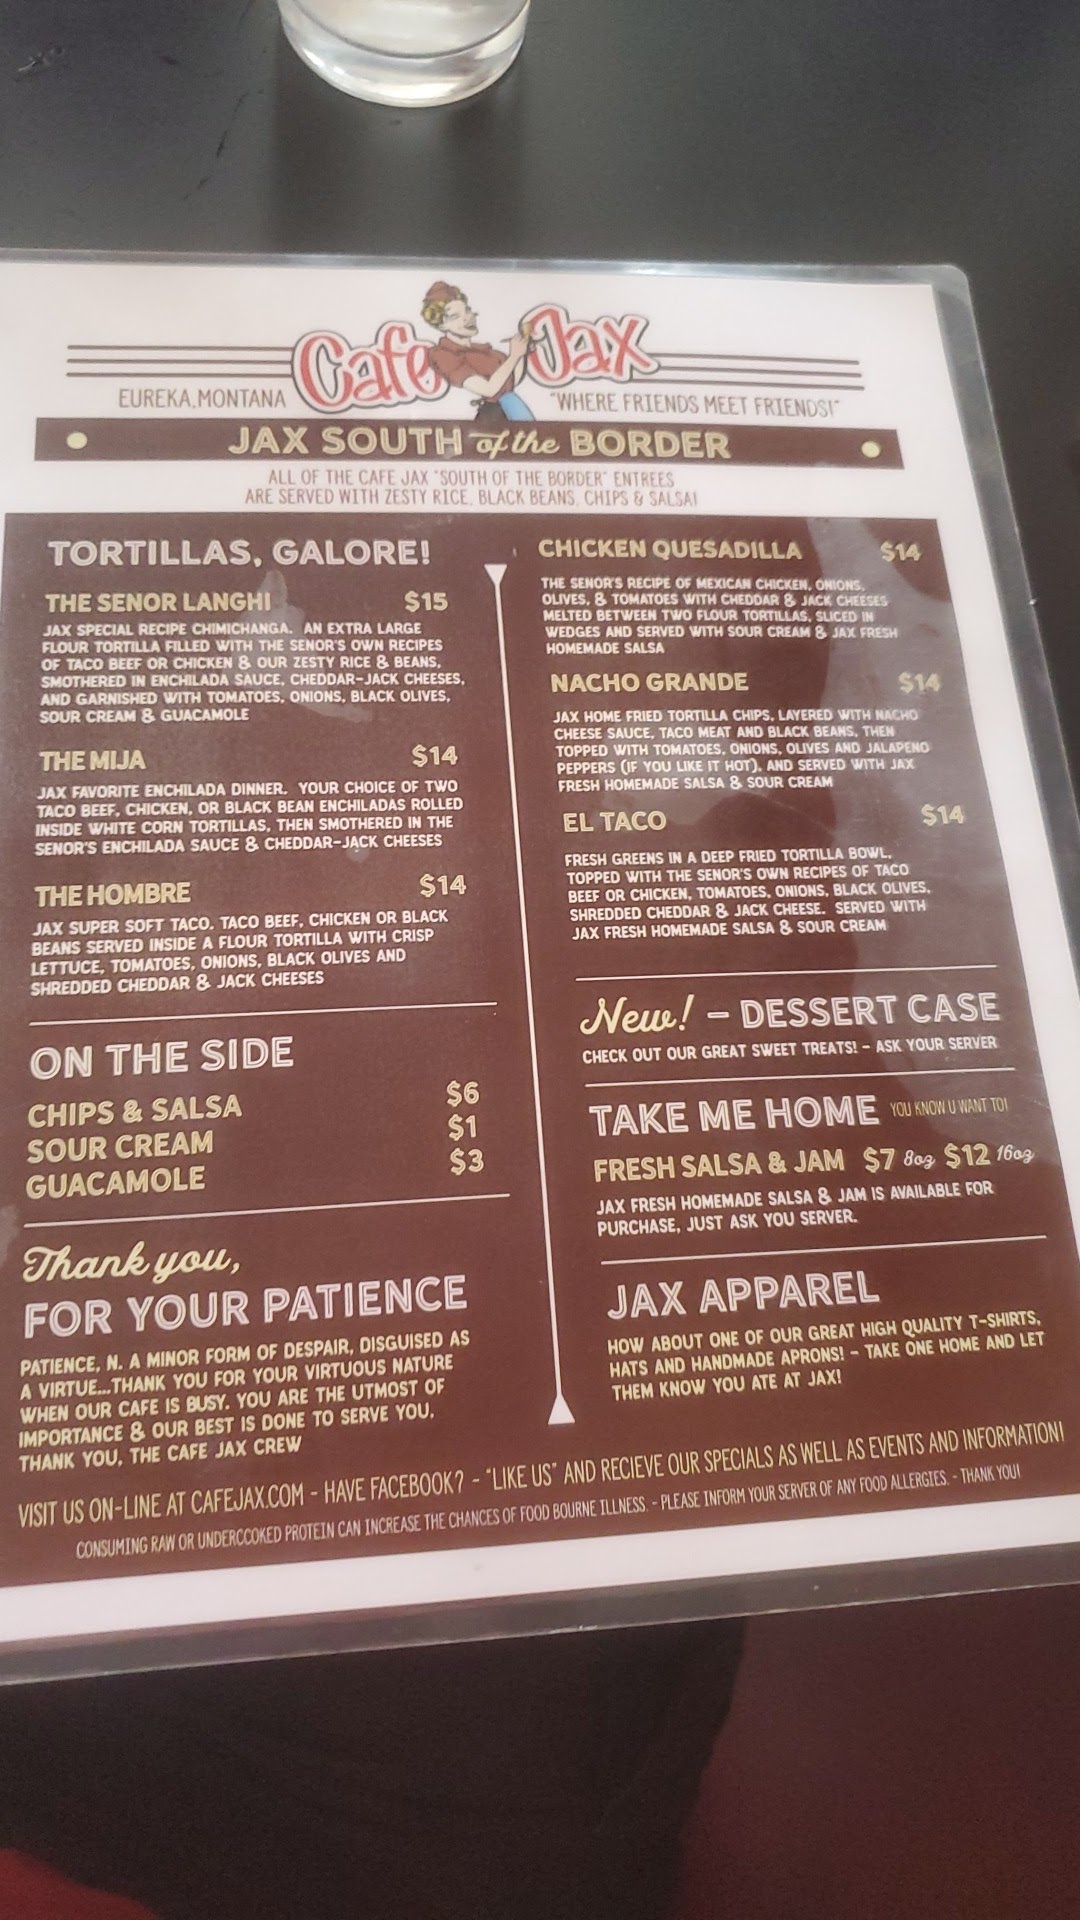 Cafe Jax
EUREKA, MONTANA
"WHERE FRIENDS MEET FRIENDS!"
JAX SOUTH of the BORDER
ALL OF THE CAFE JAX "SOUTH OF THE BORDER" ENTREES
ARE SERVED WITH ZESTY RICE, BLACK BEANS, CHIPS & SALSA!
TORTILLAS, GALORE!
THE SENOR LANGHI $15
JAX SPECIAL RECIPE CHIMICHANGA. AN EXTRA LARGE
FLOUR TORTILLA FILLED WITH THE SENOR'S OWN RECIPES
OF TACO BEEF OR CHICKEN & OUR ZESTY RICE & BEANS,
SMOTHERED IN ENCHILADA SAUCE, CHEDDAR-JACK CHEESES,
AND GARNISHED WITH TOMATOES, ONIONS, BLACK OLIVES,
SOUR CREAM & GUACAMOLE
THE MIJA $14
JAX FAVORITE ENCHILADA DINNER. YOUR CHOICE OF TWO
TACO BEEF, CHICKEN, OR BLACK BEAN ENCHILADAS ROLLED
INSIDE WHITE CORN TORTILLAS, THEN SMOTHERED IN THE
SENOR'S ENCHILADA SAUCE & CHEDDAR-JACK CHEESES
THE HOMBRE $14
JAX SUPER SOFT TACO. TACO BEEF, CHICKEN OR BLACK
BEANS SERVED INSIDE A FLOUR TORTILLA WITH CRISP
LETTUCE, TOMATOES, ONIONS, BLACK OLIVES AND
SHREDDED CHEDDAR & JACK CHEESES
ON THE SIDE
CHIPS & SALSA $6
SOUR CREAM $1
GUACAMOLE $3
Thank you,
FOR YOUR PATIENCE
PATIENCE, N. A MINOR FORM OF DESPAIR, DISGUISED AS
A VIRTUE...THANK YOU FOR YOUR VIRTUOUS NATURE
WHEN OUR CAFE IS BUSY. YOU ARE THE UTMOST OF
IMPORTANCE & OUR BEST IS DONE TO SERVE YOU.
THANK YOU, THE CAFE JAX CREW
CHICKEN QUESADILLA $14
THE SENOR'S RECIPE OF MEXICAN CHICKEN, ONIONS,
OLIVES, & TOMATOES WITH CHEDDAR & JACK CHEESES
MELTED BETWEEN TWO FLOUR TORTILLAS, SLICED IN
WEDGES AND SERVED WITH SOUR CREAM & JAX FRESH
HOMEMADE SALSA
NACHO GRANDE $14
JAX HOME FRIED TORTILLA CHIPS, LAYERED WITH NACHO
CHEESE SAUCE, TACO MEAT AND BLACK BEANS, THEN
TOPPED WITH TOMATOES, ONIONS, OLIVES AND JALAPENO
PEPPERS (IF YOU LIKE IT HOT), AND SERVED WITH JAX
FRESH HOMEMADE SALSA & SOUR CREAM
EL TACO $14
FRESH GREENS IN A DEEP FRIED TORTILLA BOWL,
TOPPED WITH THE SENOR'S OWN RECIPES OF TACO
BEEF OR CHICKEN, TOMATOES, ONIONS, BLACK OLIVES,
SHREDDED CHEDDAR & JACK CHEESE. SERVED WITH
JAX FRESH HOMEMADE SALSA & SOUR CREAM
New! – DESSERT CASE
CHECK OUT OUR GREAT SWEET TREATS! – ASK YOUR SERVER
TAKE ME HOME YOU KNOW U WANT TO!
FRESH SALSA & JAM $7 8oz $12 16oz
JAX FRESH HOMEMADE SALSA & JAM IS AVAILABLE FOR
PURCHASE, JUST ASK YOU SERVER.
JAX APPAREL
HOW ABOUT ONE OF OUR GREAT HIGH QUALITY T-SHIRTS,
HATS AND HANDMADE APRONS! – TAKE ONE HOME AND LET
THEM KNOW YOU ATE AT JAX!
VISIT US ON-LINE AT CAFEJAX.COM – HAVE FACEBOOK? – "LIKE US" AND RECIEVE OUR SPECIALS AS WELL AS EVENTS AND INFORMATION!
CONSUMING RAW OR UNDERCCOKED PROTEIN CAN INCREASE THE CHANCES OF FOOD BOURNE ILLNESS. – PLEASE INFORM YOUR SERVER OF ANY FOOD ALLERGIES. – THANK YOU!